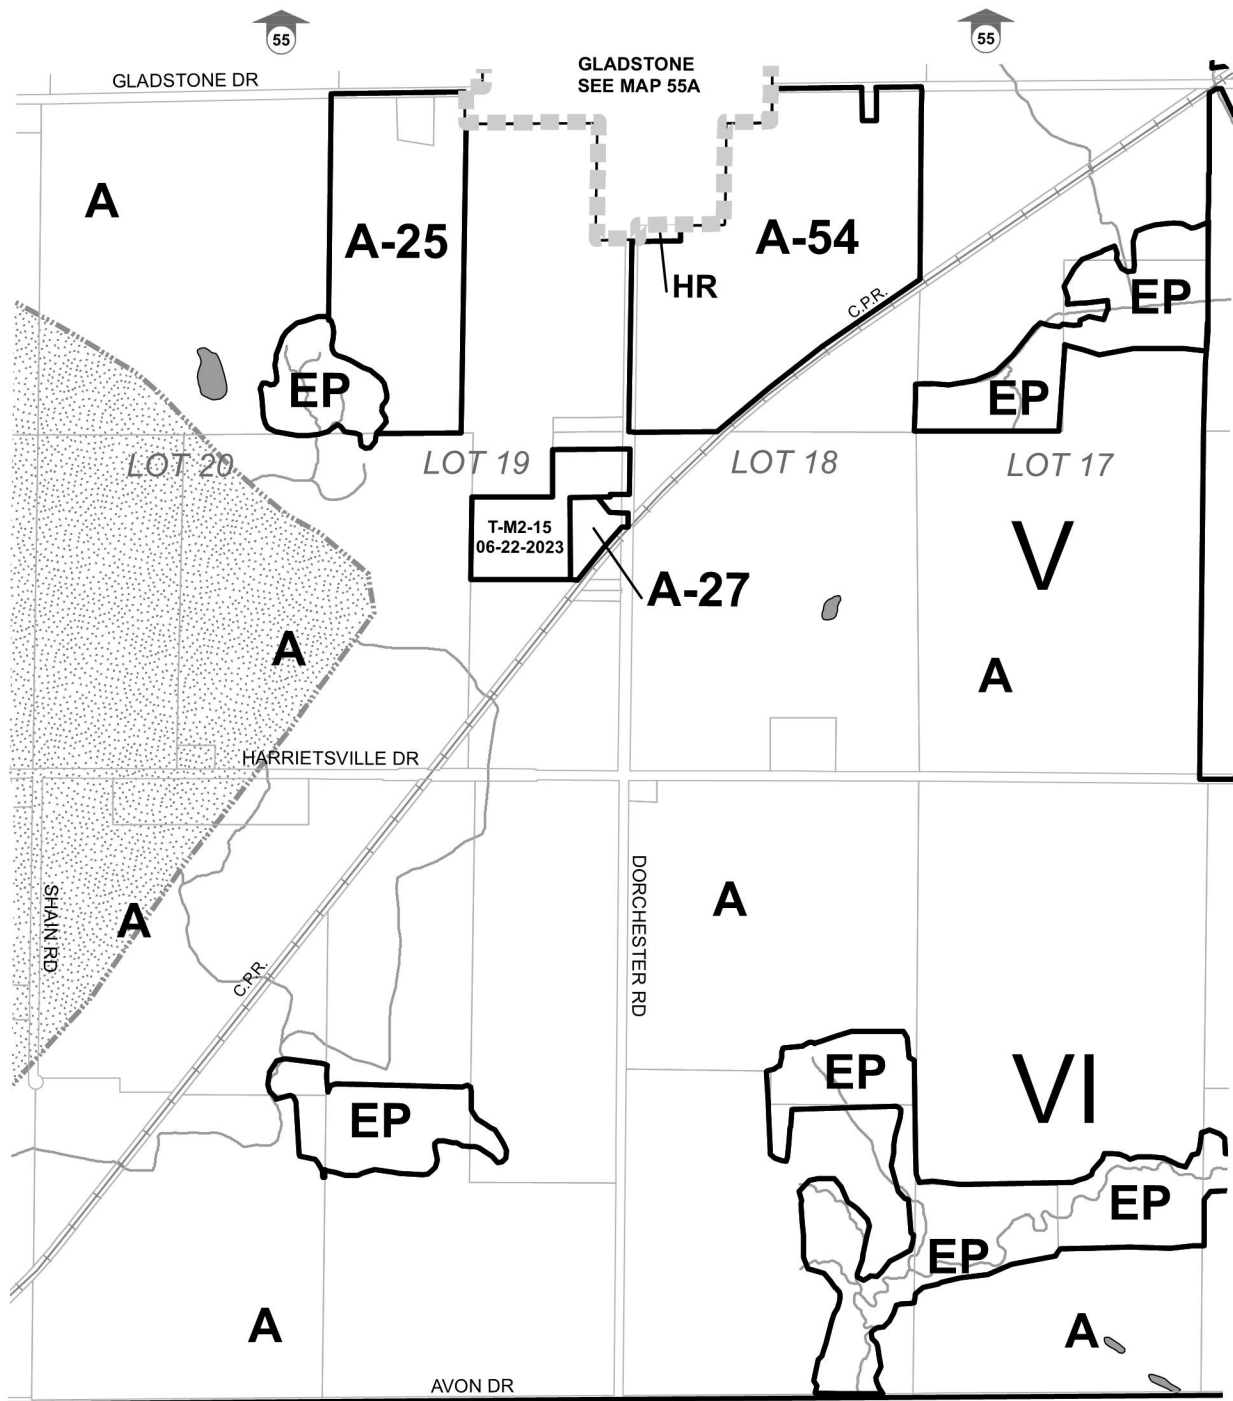 55
55
GLADSTONE
SEE MAP 55A
GLADSTONE DR
A
A-25
A-54
HR
C.P.R.
EP
EP
EP
LOT 20
LOT 19
LOT 18
LOT 17
T-M2-15
06-22-2023
V
A-27
A
A
HARRIETSVILLE DR
SHAIN RD
A
DORCHESTER RD
A
C.P.R.
EP
VI
EP
EP
EP
A
A
AVON DR